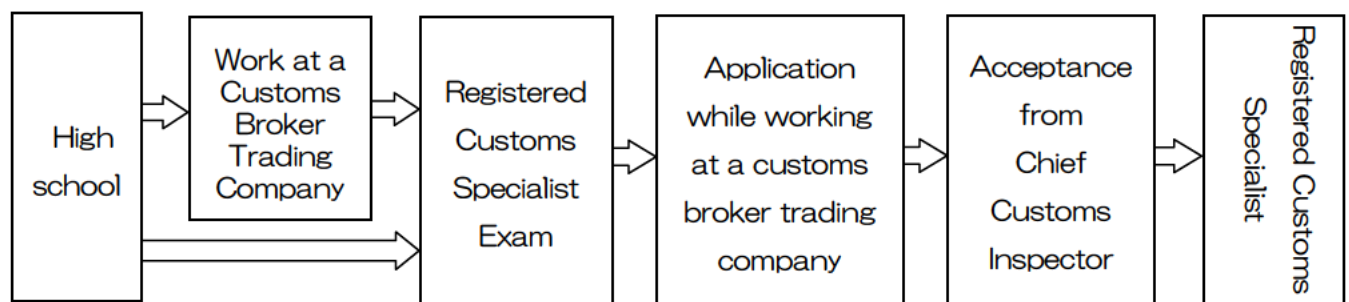 High
school
Work at a
Customs
Broker
Trading
Company
Registered
Customs
Specialist
Exam
Application
while working
at a customs
broker trading
company
Acceptance
from
Chief
Customs
Inspector
Registered Customs
Specialist